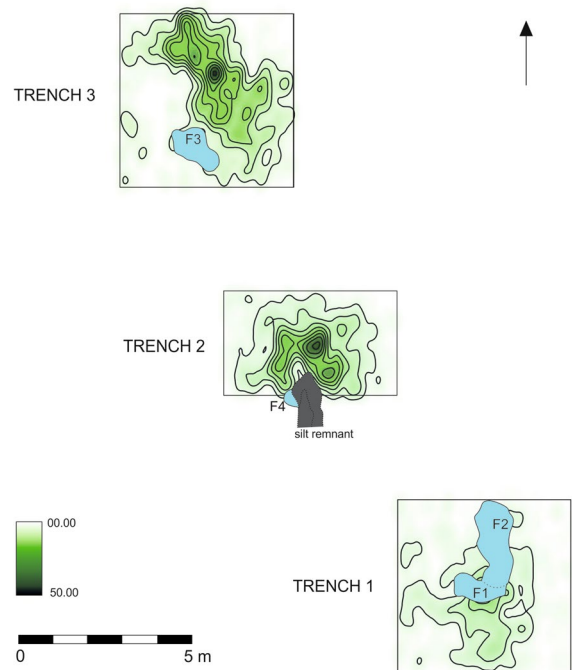 TRENCH 3
F3
TRENCH 2
F4
silt remnant
F2
00.00
TRENCH 1
F1
50.00
0
5 m